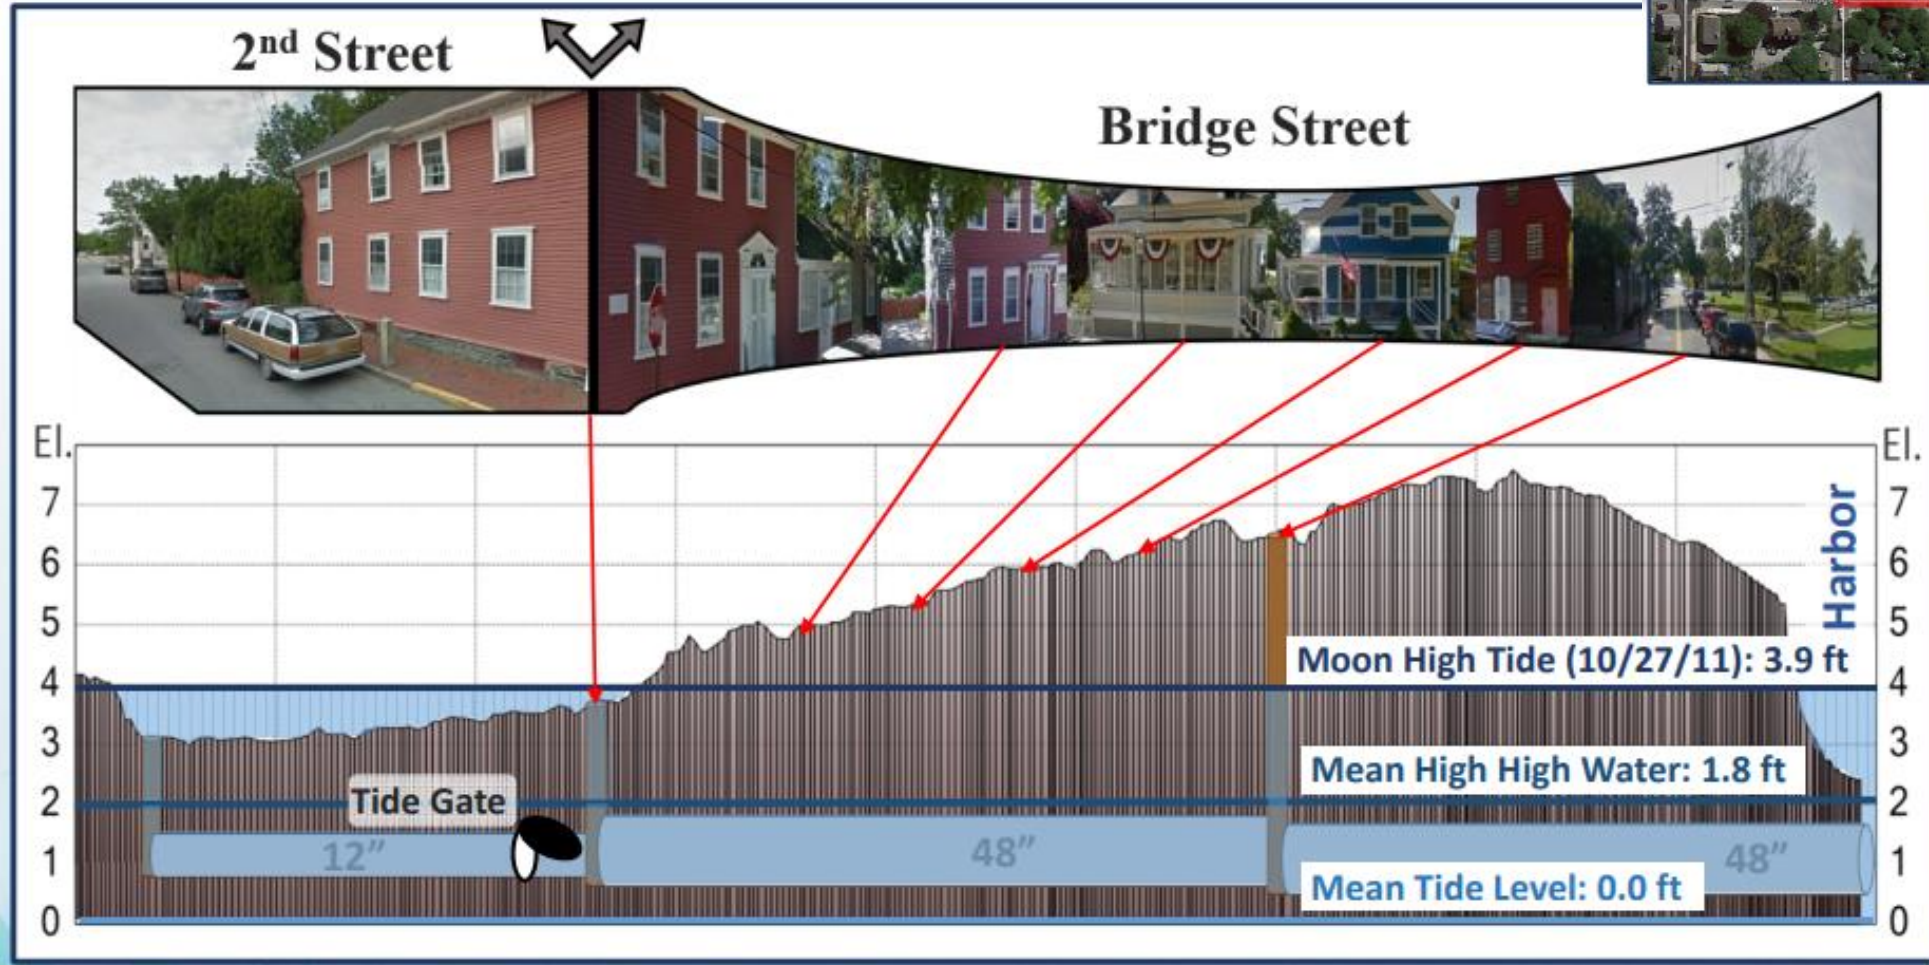 2nd Street
Bridge Street
El.
El.
7
7
6
6
5
5
Harbor
Moon High Tide (10/27/11): 3.9 ft
4
4
3
3
Mean High High Water: 1.8 ft
2
Tide Gate
2
1
12”
48”
48”
1
Mean Tide Level: 0.0 ft
0
0